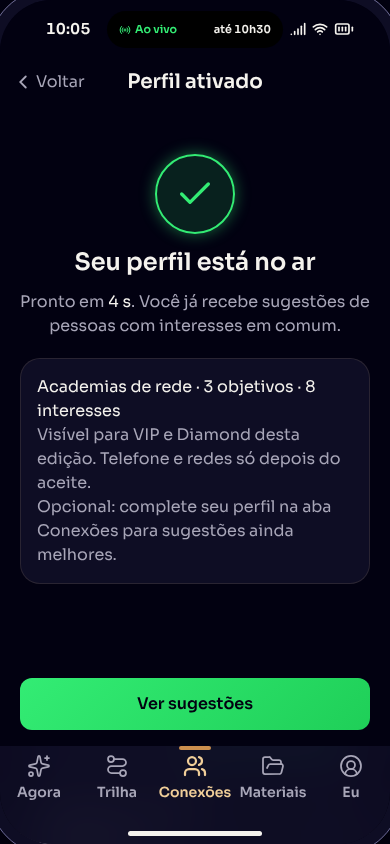 10:05
Ao vivo
até 10h30
Voltar
Perfil ativado
Seu perfil está no ar
Pronto em 4 s. Você já recebe sugestões de
pessoas com interesses em comum.
Academias de rede · 3 objetivos · 8
interesses
Visível para VIP e Diamond desta
edição. Telefone e redes só depois do
aceite.
Opcional: complete seu perfil na aba
Conexões para sugestões ainda
melhores.
Ver sugestões
Agora
Trilha
Conexões
Materiais
Eu